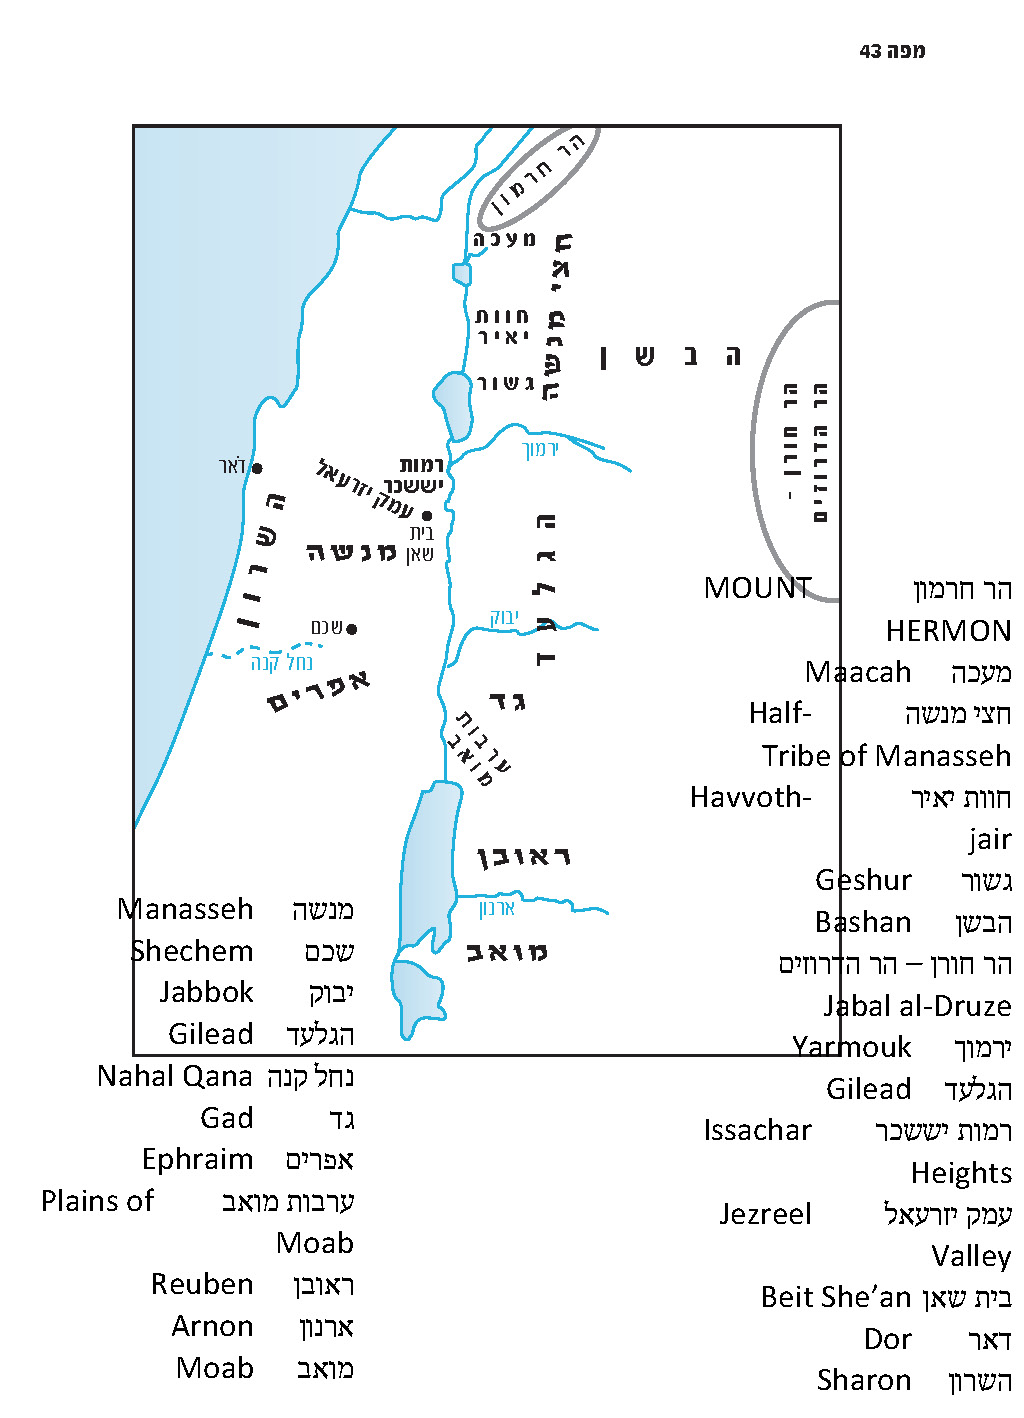 מפה 43
הר חרמון
מעכה
חצי מנשה
חוות
יאיר
גשור
הבשן
הר חורן -
הר הדרוזים
ירמוך
דאר
עמק יזרעאל
רמות
יששכר
בית
שאן
השרון
מנשה
הגלעד
שכם
יבוק
נחל קנה
אפרים
גד
ערבות
מואב
ראובן
ארנון
מואב
הר חרמון MOUNT
HERMON
מעכה Maacah
חצי מנשה Half-
Tribe of Manasseh
חוות יאיר Havvoth-
jair
גשור Geshur
הבשן Bashan
הר חורן – הר הדרוזים
Jabal al-Druze
ירמוך Yarmouk
הגלעד Gilead
רמות יששכר Issachar
Heights
עמק יזרעאל Jezreel
Valley
בית שאן Beit She’an
דאר Dor
השרון Sharon
מנשה Manasseh
שכם Shechem
יבוק Jabbok
הגלעד Gilead
נחל קנה Nahal Qana
גד Gad
אפרים Ephraim
ערבות מואב Plains of
Moab
ראובן Reuben
ארנון Arnon
מואב Moab